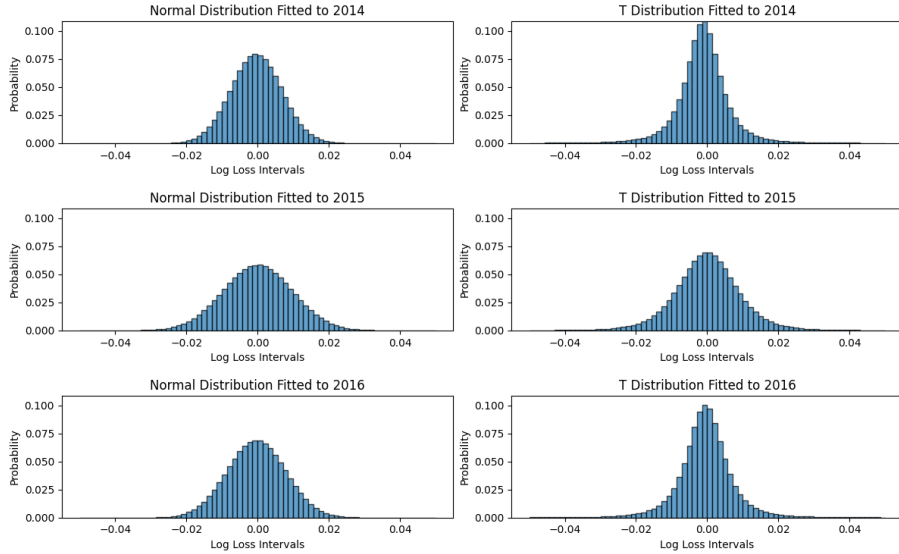 Normal Distribution Fitted to 2014
0.100
0.075
0.050
0.025
0.000
Probability
−0.04 −0.02 0.00 0.02 0.04
Log Loss Intervals
T Distribution Fitted to 2014
0.100
0.075
0.050
0.025
0.000
Probability
−0.04 −0.02 0.00 0.02 0.04
Log Loss Intervals
Normal Distribution Fitted to 2015
0.100
0.075
0.050
0.025
0.000
Probability
−0.04 −0.02 0.00 0.02 0.04
Log Loss Intervals
T Distribution Fitted to 2015
0.100
0.075
0.050
0.025
0.000
Probability
−0.04 −0.02 0.00 0.02 0.04
Log Loss Intervals
Normal Distribution Fitted to 2016
0.100
0.075
0.050
0.025
0.000
Probability
−0.04 −0.02 0.00 0.02 0.04
Log Loss Intervals
T Distribution Fitted to 2016
0.100
0.075
0.050
0.025
0.000
Probability
−0.04 −0.02 0.00 0.02 0.04
Log Loss Intervals